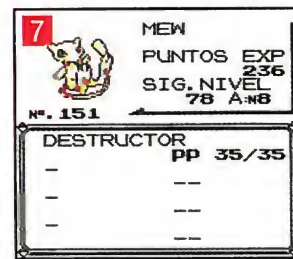 7
MEW
PUNTOS EXP
236
SIG.NIVEL
78 A:N8
Nº.151
DESTRUCTOR
PP 35/35
– --
– --
– --